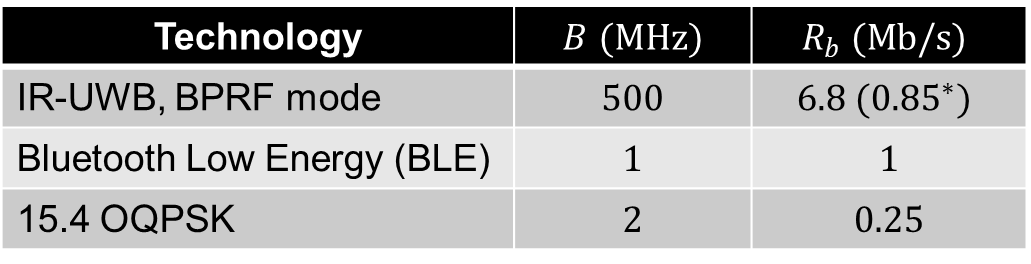 Technology B (MHz) R_b (Mb/s)
IR-UWB, BPRF mode 500 6.8 (0.85*)
Bluetooth Low Energy (BLE) 1 1
15.4 OQPSK 2 0.25